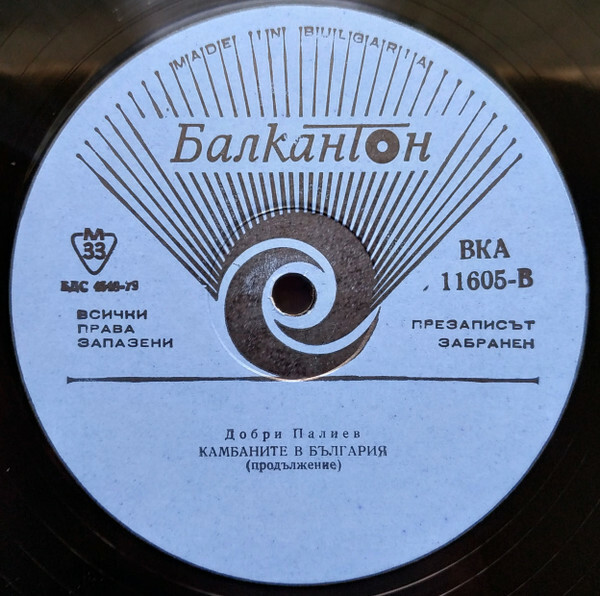 MADE IN BULGARIA
Балкантон
М
33
БДС 4848-79
ВСИЧКИ
ПРАВА
ЗАПАЗЕНИ
ВКА
11605-В
ПРЕЗАПИСЪТ
ЗАБРАНЕН
Добри Палиев
КАМБАНИТЕ В БЪЛГАРИЯ
(продължение)